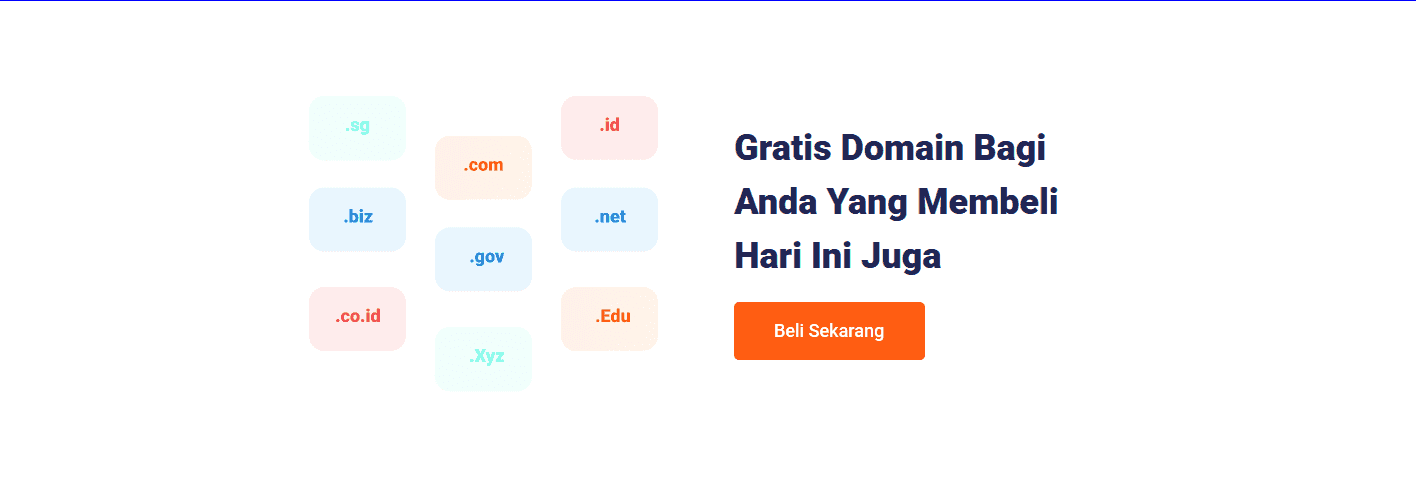 .sg
.com
.id
.biz
.gov
.net
.co.id
.Xyz
.Edu
Gratis Domain Bagi
Anda Yang Membeli
Hari Ini Juga
Beli Sekarang